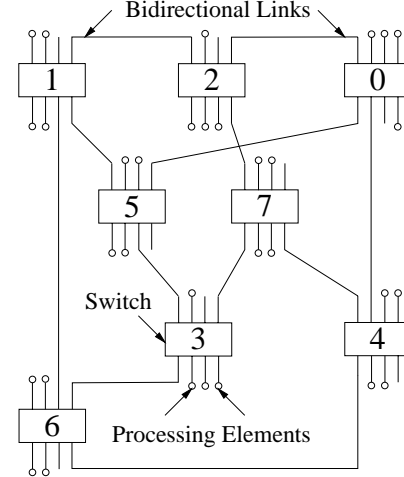 Bidirectional Links
1
2
0
5
7
Switch
3
4
6
Processing Elements